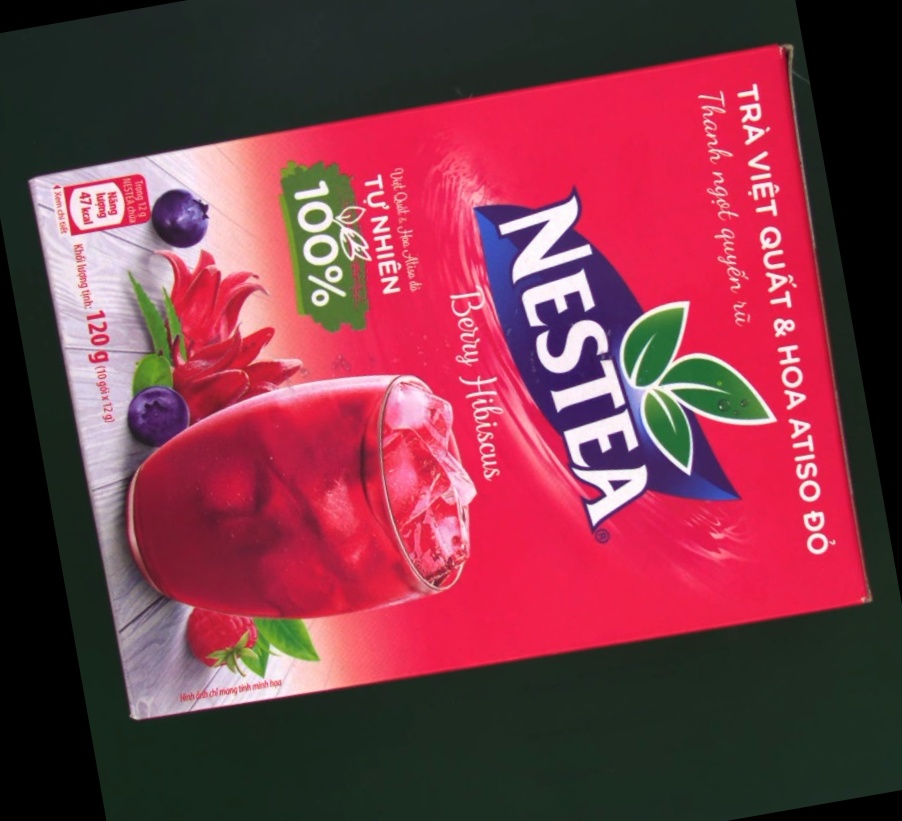 TRÀ VIỆT QUẤT & HOA ATISO ĐỎ
Thanh ngọt quyến rũ
NESTEA®
Berry Hibiscus
Việt Quất & Hoa Atiso đỏ
TỰ NHIÊN
100%
Trong 12 g
NESTEA chứa
Năng
lượng
47 kcal
Xem chi tiết
Khối lượng tịnh: 120 g (10 gói x 12 g)
Hình ảnh chỉ mang tính minh họa